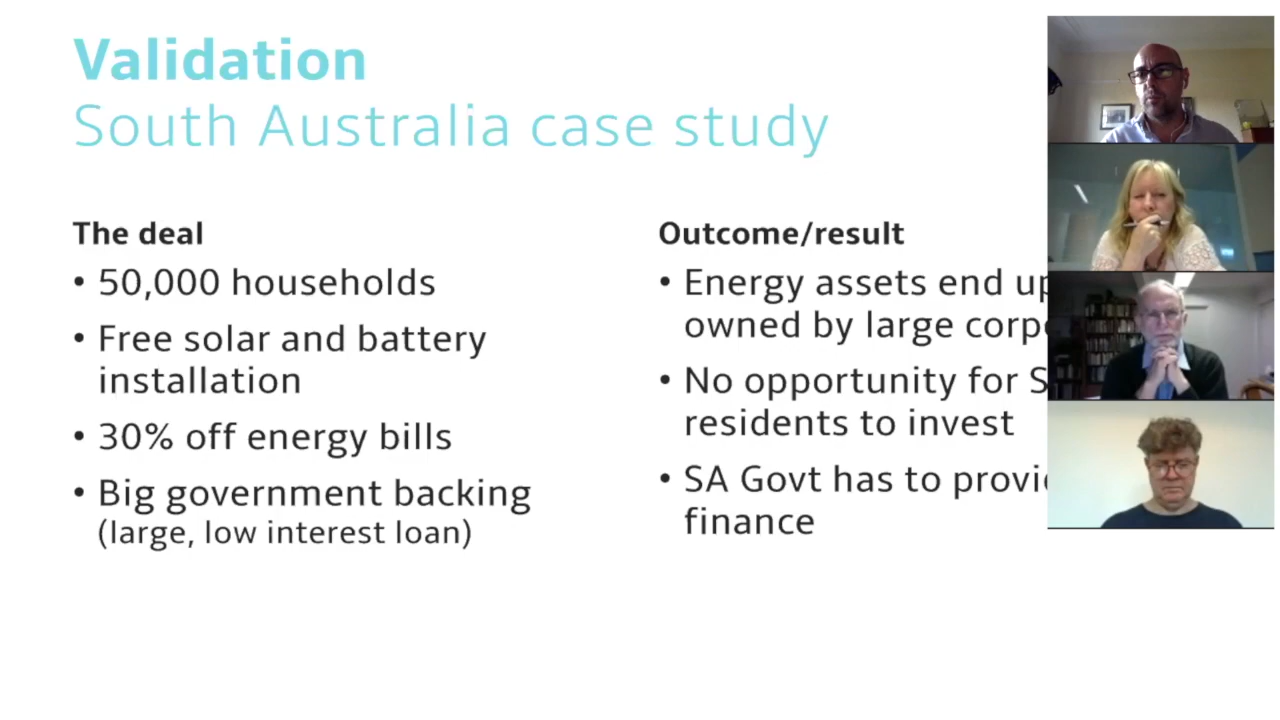 Validation
South Australia case study
The deal
• 50,000 households
• Free solar and battery
installation
• 30% off energy bills
• Big government backing
(large, low interest loan)
Outcome/result
• Energy assets end up
owned by large
• No opportunity for
residents to invest
• SA Govt has to
finance